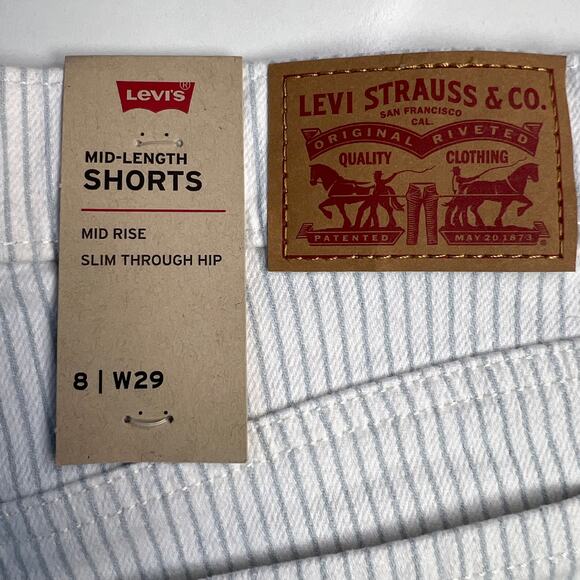 LEVI'S®
MID-LENGTH
SHORTS
MID RISE
SLIM THROUGH HIP
8 | W29
LEVI STRAUSS & CO.
SAN FRANCISCO
CAL.
ORIGINAL RIVETED
QUALITY CLOTHING
PATENTED MAY 20 1873